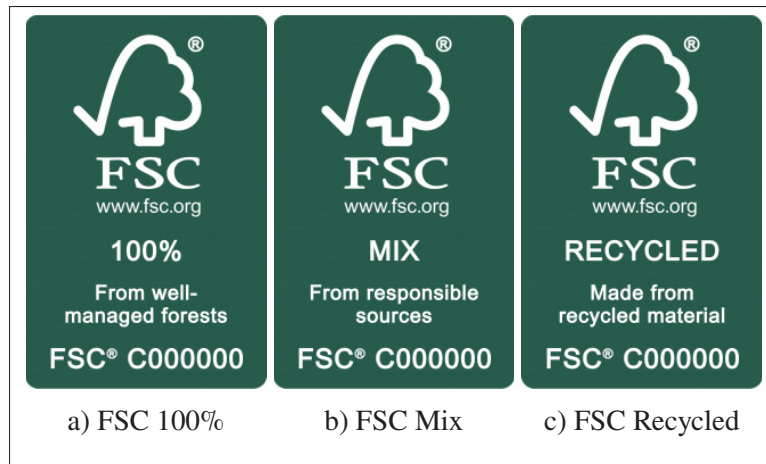 ®
FSC
www.fsc.org
100%
From well-
managed forests
FSC® C000000
a) FSC 100%
®
FSC
www.fsc.org
MIX
From responsible
sources
FSC® C000000
b) FSC Mix
®
FSC
www.fsc.org
RECYCLED
Made from
recycled material
FSC® C000000
c) FSC Recycled